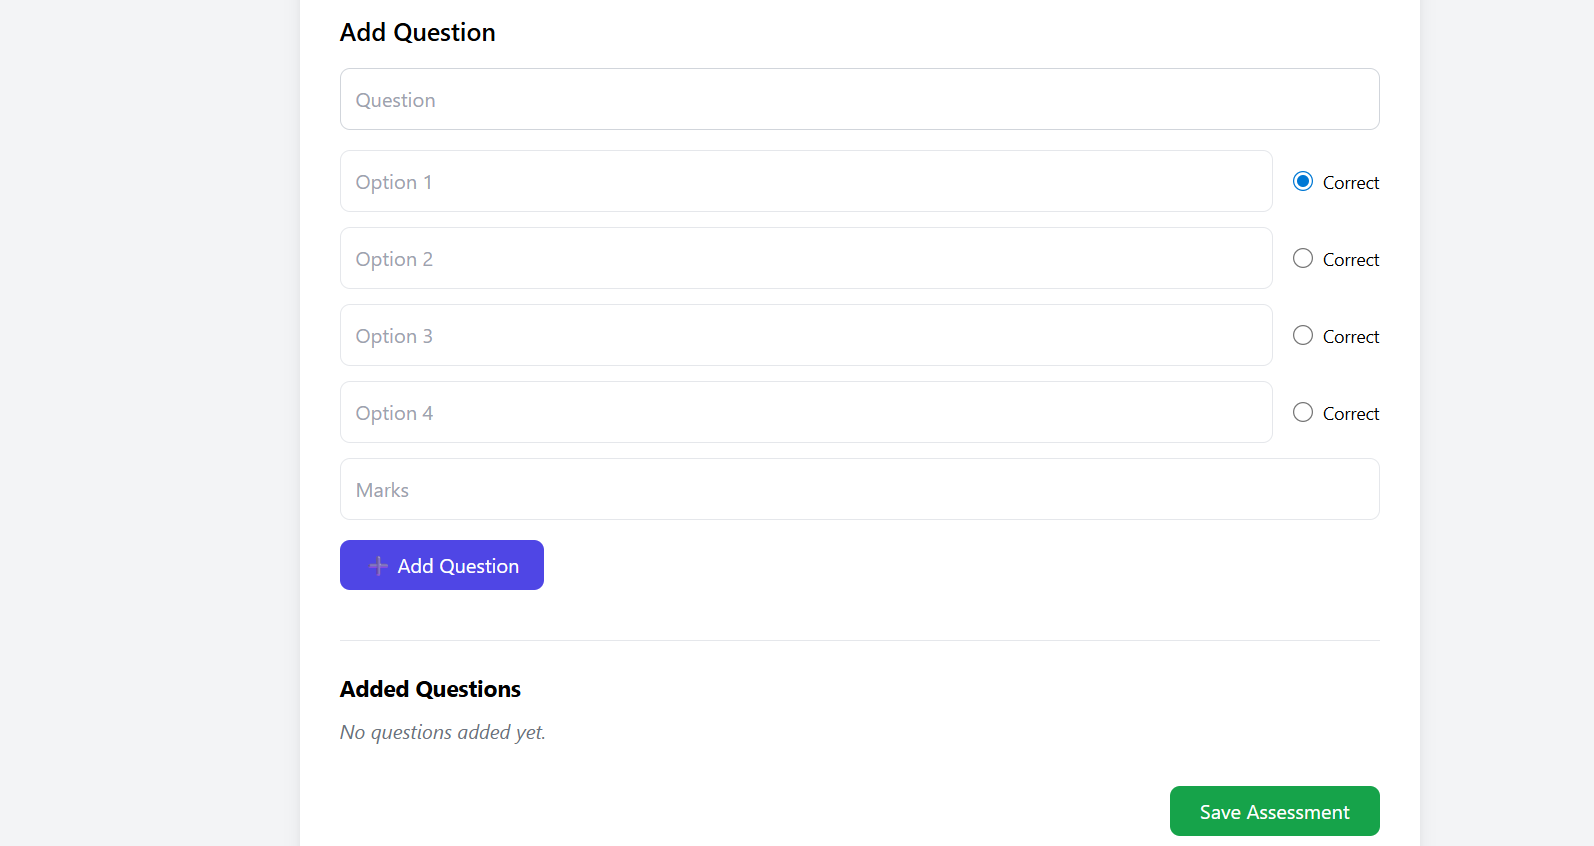 Add Question
Question
Option 1
Correct
Option 2
Correct
Option 3
Correct
Option 4
Correct
Marks
➕ Add Question
Added Questions
No questions added yet.
Save Assessment